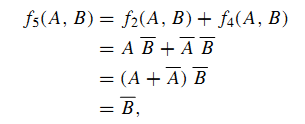 f₅(A, B) = f₂(A, B) + f₄(A, B)
= A B̅ + A̅ B̅
= (A + A̅) B̅
= B̅,